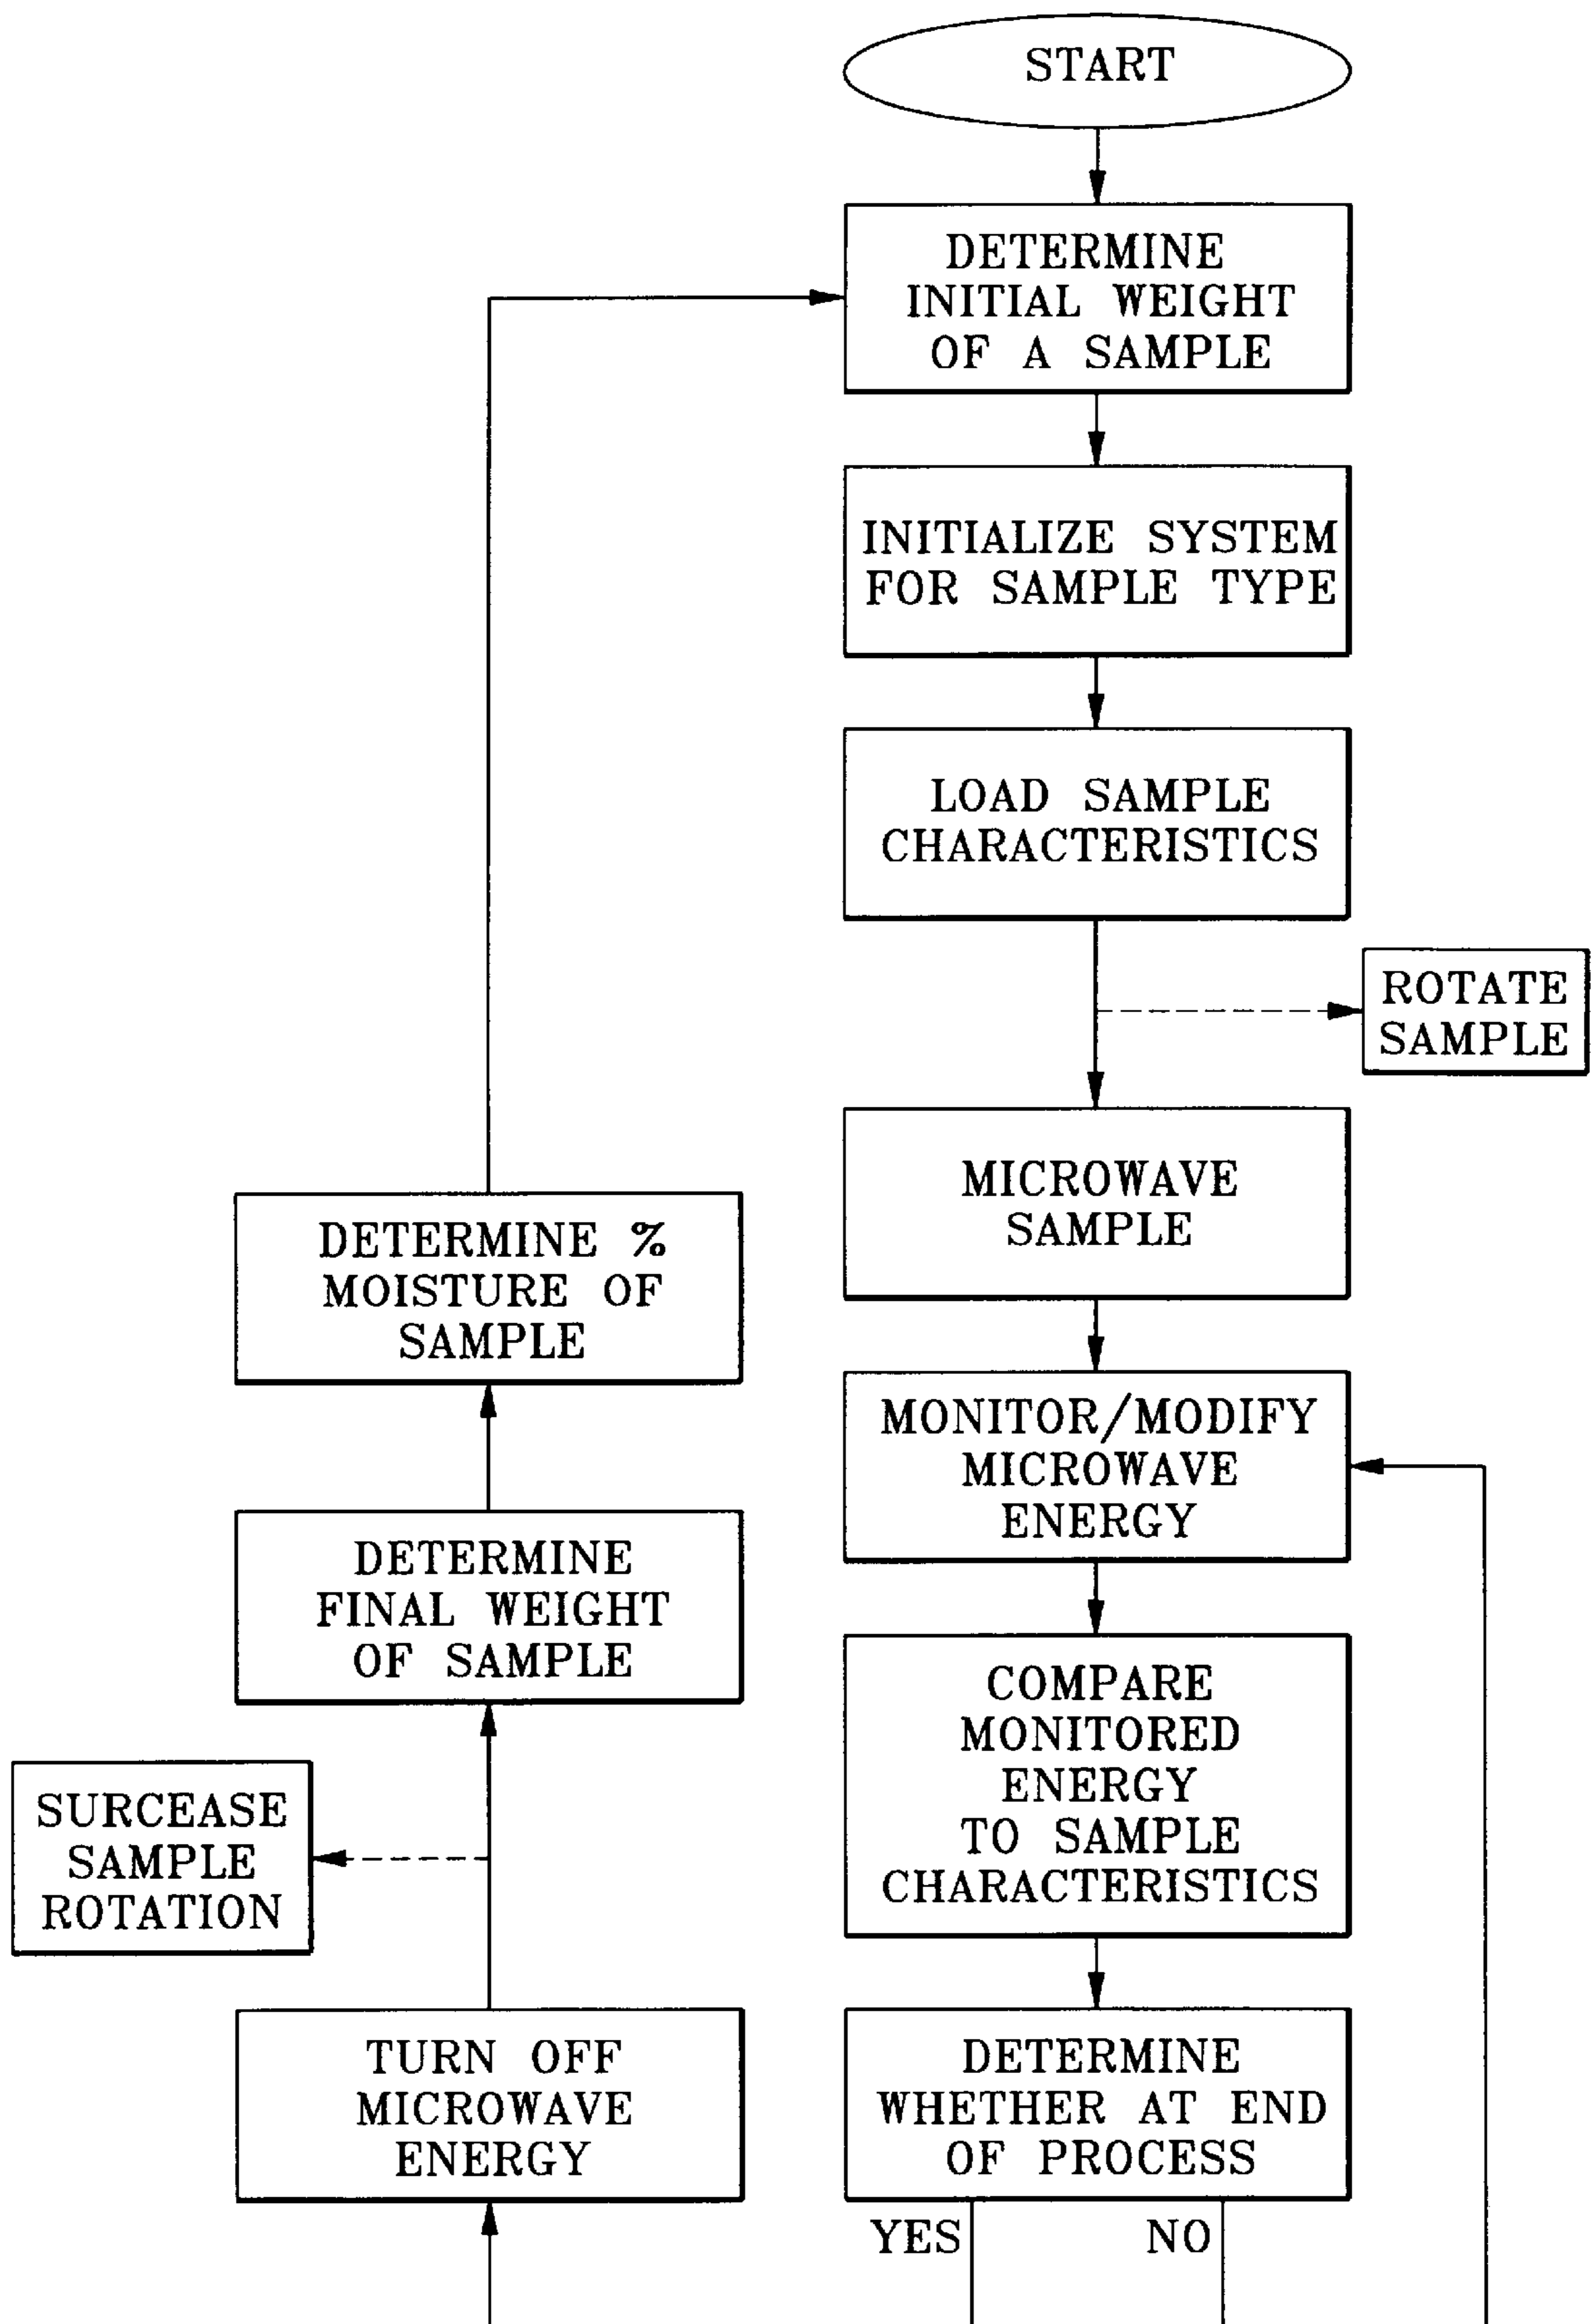 START
DETERMINE
INITIAL WEIGHT
OF A SAMPLE
INITIALIZE SYSTEM
FOR SAMPLE TYPE
LOAD SAMPLE
CHARACTERISTICS
ROTATE
SAMPLE
MICROWAVE
SAMPLE
MONITOR/MODIFY
MICROWAVE
ENERGY
COMPARE
MONITORED
ENERGY
TO SAMPLE
CHARACTERISTICS
DETERMINE
WHETHER AT END
OF PROCESS
YES
NO
TURN OFF
MICROWAVE
ENERGY
SURCEASE
SAMPLE
ROTATION
DETERMINE
FINAL WEIGHT
OF SAMPLE
DETERMINE %
MOISTURE OF
SAMPLE